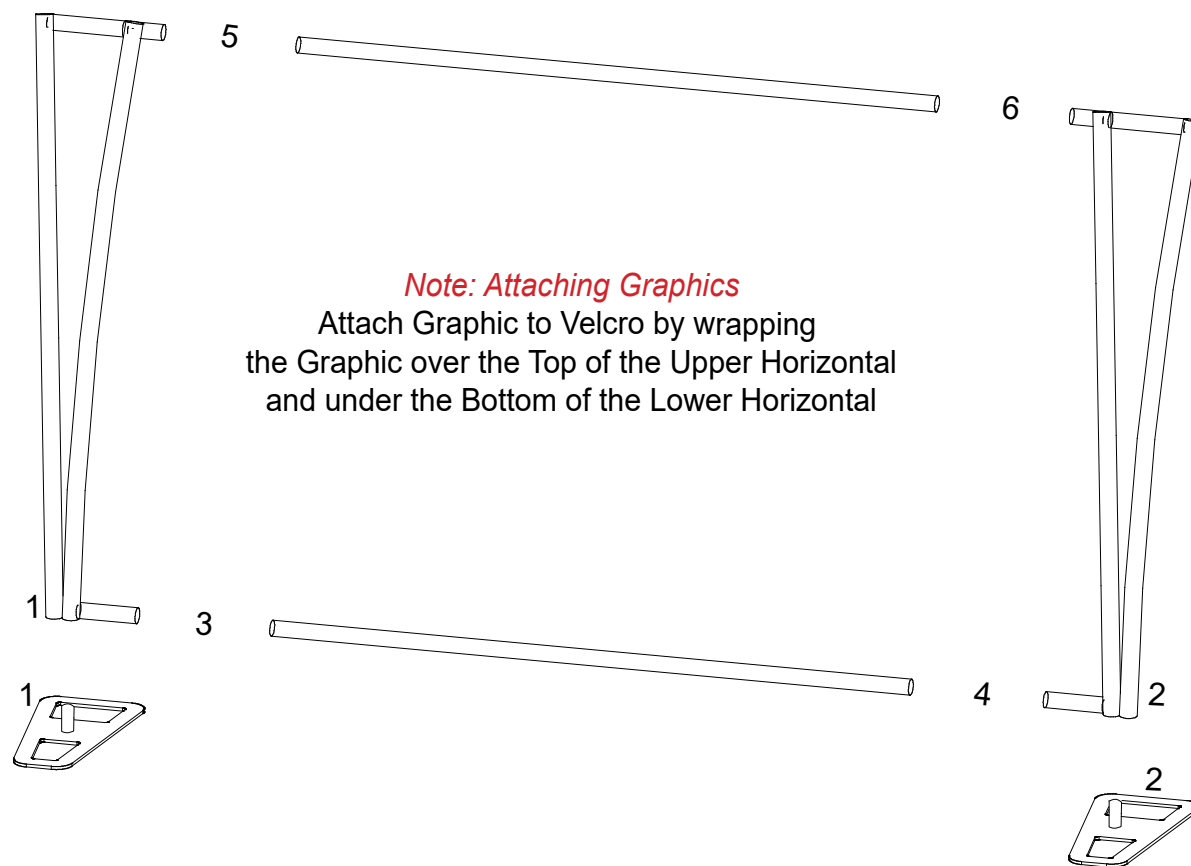 5
6
Note: Attaching Graphics
Attach Graphic to Velcro by wrapping
the Graphic over the Top of the Upper Horizontal
and under the Bottom of the Lower Horizontal
1
3
1
4
2
2